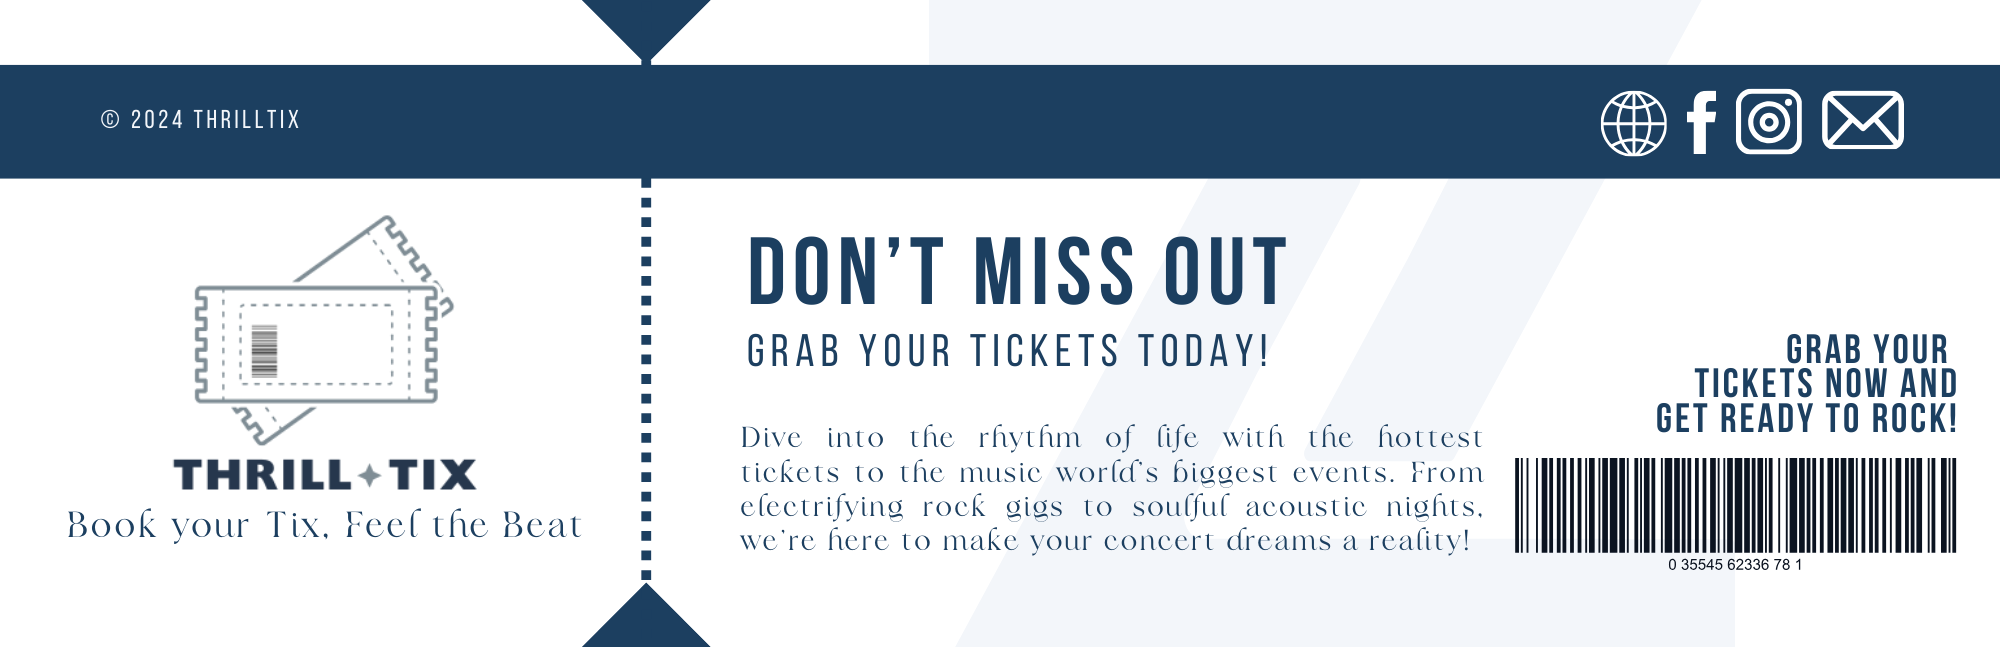 © 2024 THRILLTIX
THRILL TIX
Book your Tix, Feel the Beat
DON'T MISS OUT
GRAB YOUR TICKETS TODAY!
Dive into the rhythm of life with the hottest
tickets to the music world's biggest events. From
electrifying rock gigs to soulful acoustic nights,
we're here to make your concert dreams a reality!
GRAB YOUR
TICKETS NOW AND
GET READY TO ROCK!
0 35545 62336 78 1